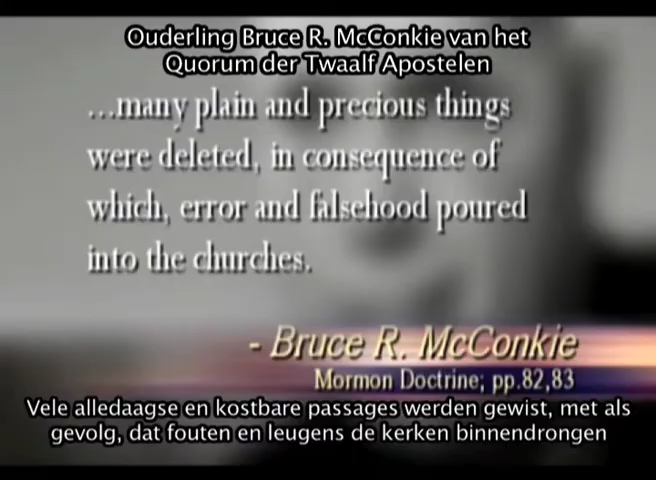 Ouderling Bruce R. McConkie van het
Quorum der Twaalf Apostelen
...many plain and precious things
were deleted, in consequence of
which, error and falsehood poured
into the churches.
- Bruce R. McConkie
Mormon Doctrine; pp.82,83
Vele alledaagse en kostbare passages werden gewist, met als
gevolg, dat fouten en leugens de kerken binnendrongen